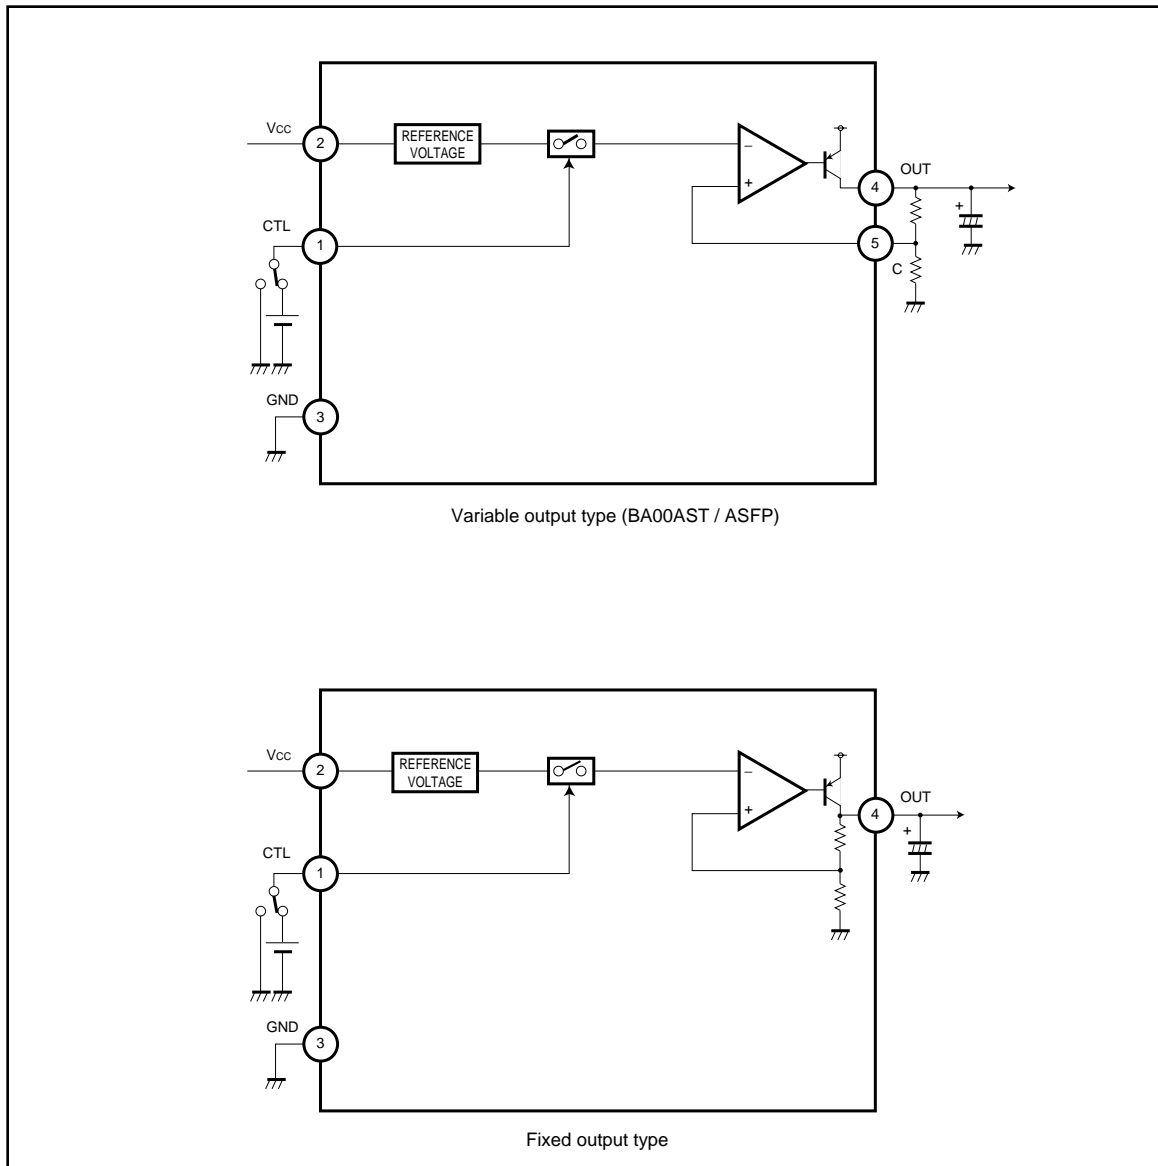 Vcc
2
REFERENCE
VOLTAGE
−
+
OUT
4
+
CTL
1
5
C
GND
3
Variable output type (BA00AST / ASFP)
Vcc
2
REFERENCE
VOLTAGE
−
+
OUT
4
+
CTL
1
GND
3
Fixed output type